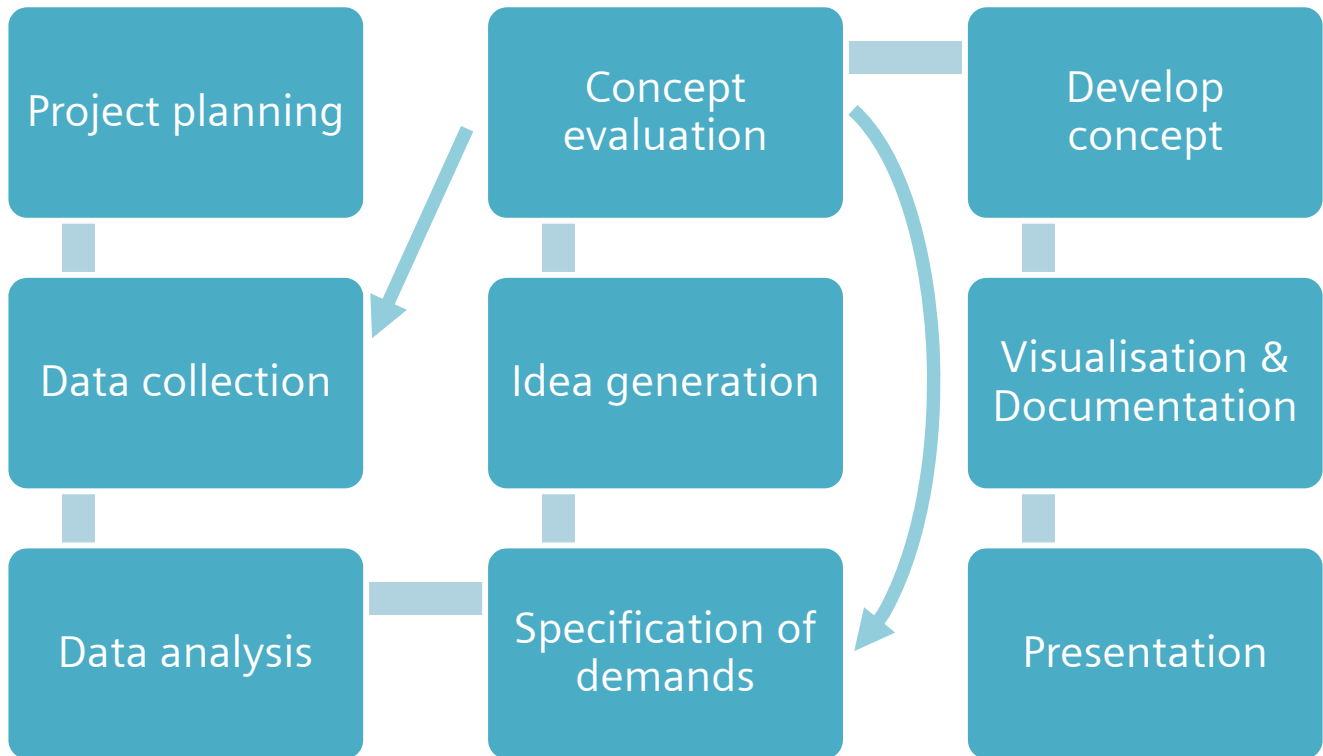 Project planning
Data collection
Data analysis
Specification of
demands
Idea generation
Concept
evaluation
Develop
concept
Visualisation &
Documentation
Presentation